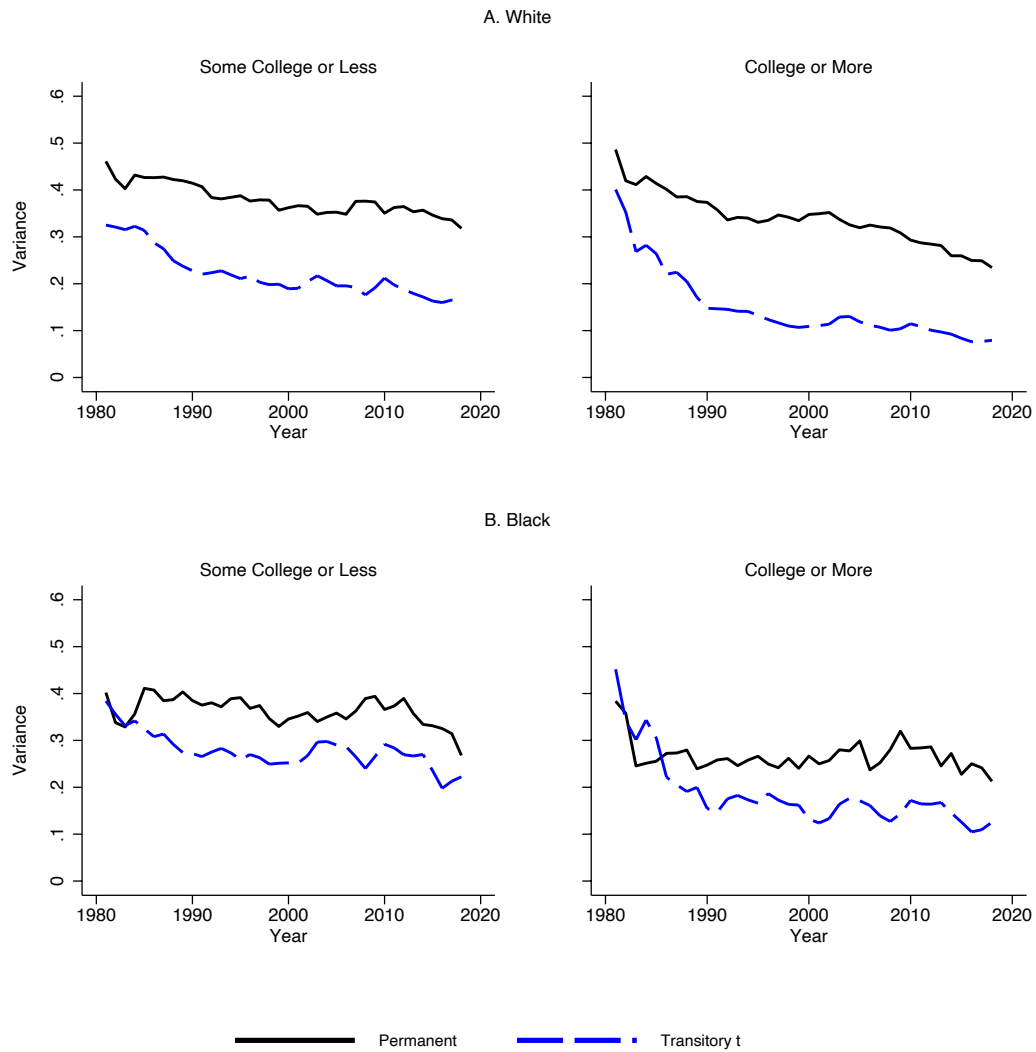 A. White
Some College or Less
College or More
Variance
0 .1 .2 .3 .4 .5 .6
1980 1990 2000 2010 2020
Year
1980 1990 2000 2010 2020
Year
B. Black
Some College or Less
College or More
Variance
0 .1 .2 .3 .4 .5 .6
1980 1990 2000 2010 2020
Year
1980 1990 2000 2010 2020
Year
Permanent
Transitory t